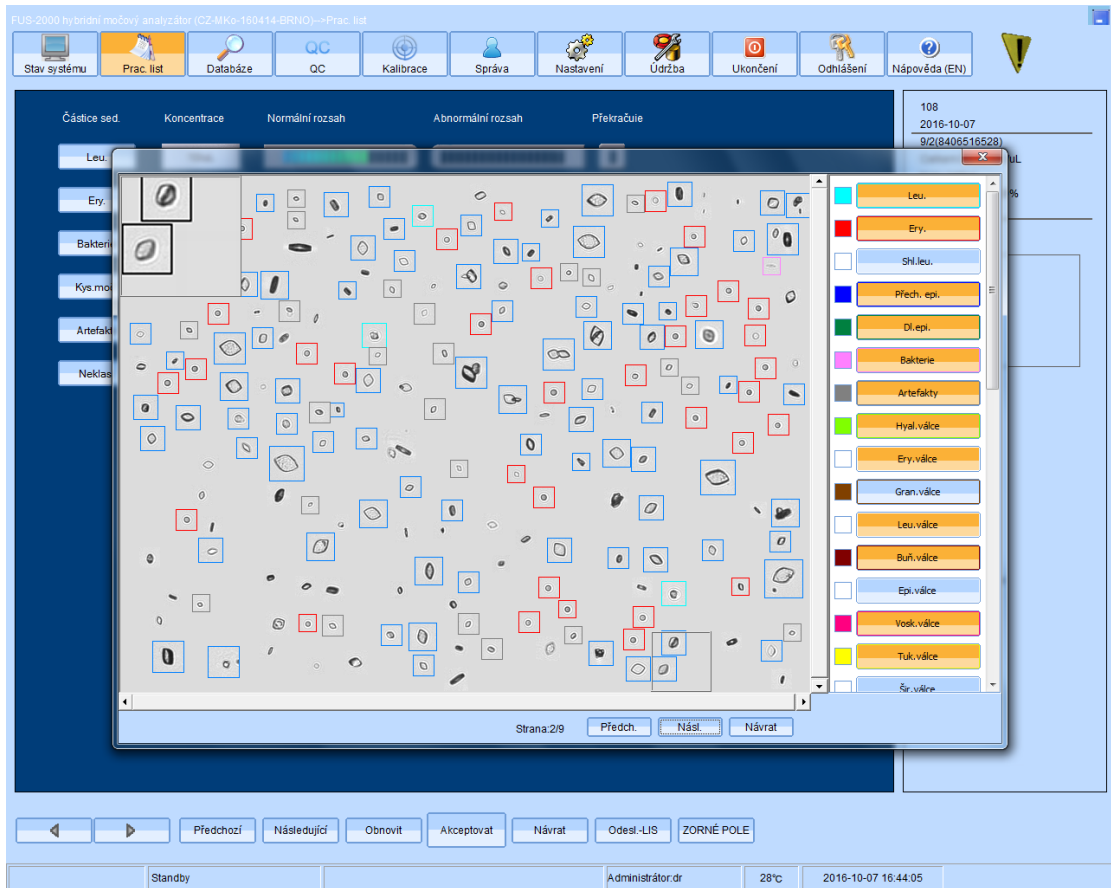 FUS-2000 hybridní močový analyzátor (CZ-MKo-160414-BRNO)-->Prac. list
Stav systému Prac. list Databáze QC QC Kalibrace Správa Nastavení Údržba Ukončení Odhlášení Nápověda (EN)
Částice sed. Koncentrace Normální rozsah Abnormální rozsah Překračuie
108
2016-10-07
9/2(8406516528)
uL
%
Leu.
Ery.
Bakterie
Kys.mo
Artefakt
Neklas
Leu.
Ery.
Shl.leu.
Přech. epi.
Dl.epi.
Bakterie
Artefakty
Hyal.válce
Ery.válce
Gran.válce
Leu.válce
Buň.válce
Epi.válce
Vosk.válce
Tuk.válce
Šir.válce
Strana:2/9 Předch. Násl. Návrat
Předchozí Následující Obnovit Akceptovat Návrat Odesl.-LIS ZORNÉ POLE
Standby Administrátor:dr 28℃ 2016-10-07 16:44:05